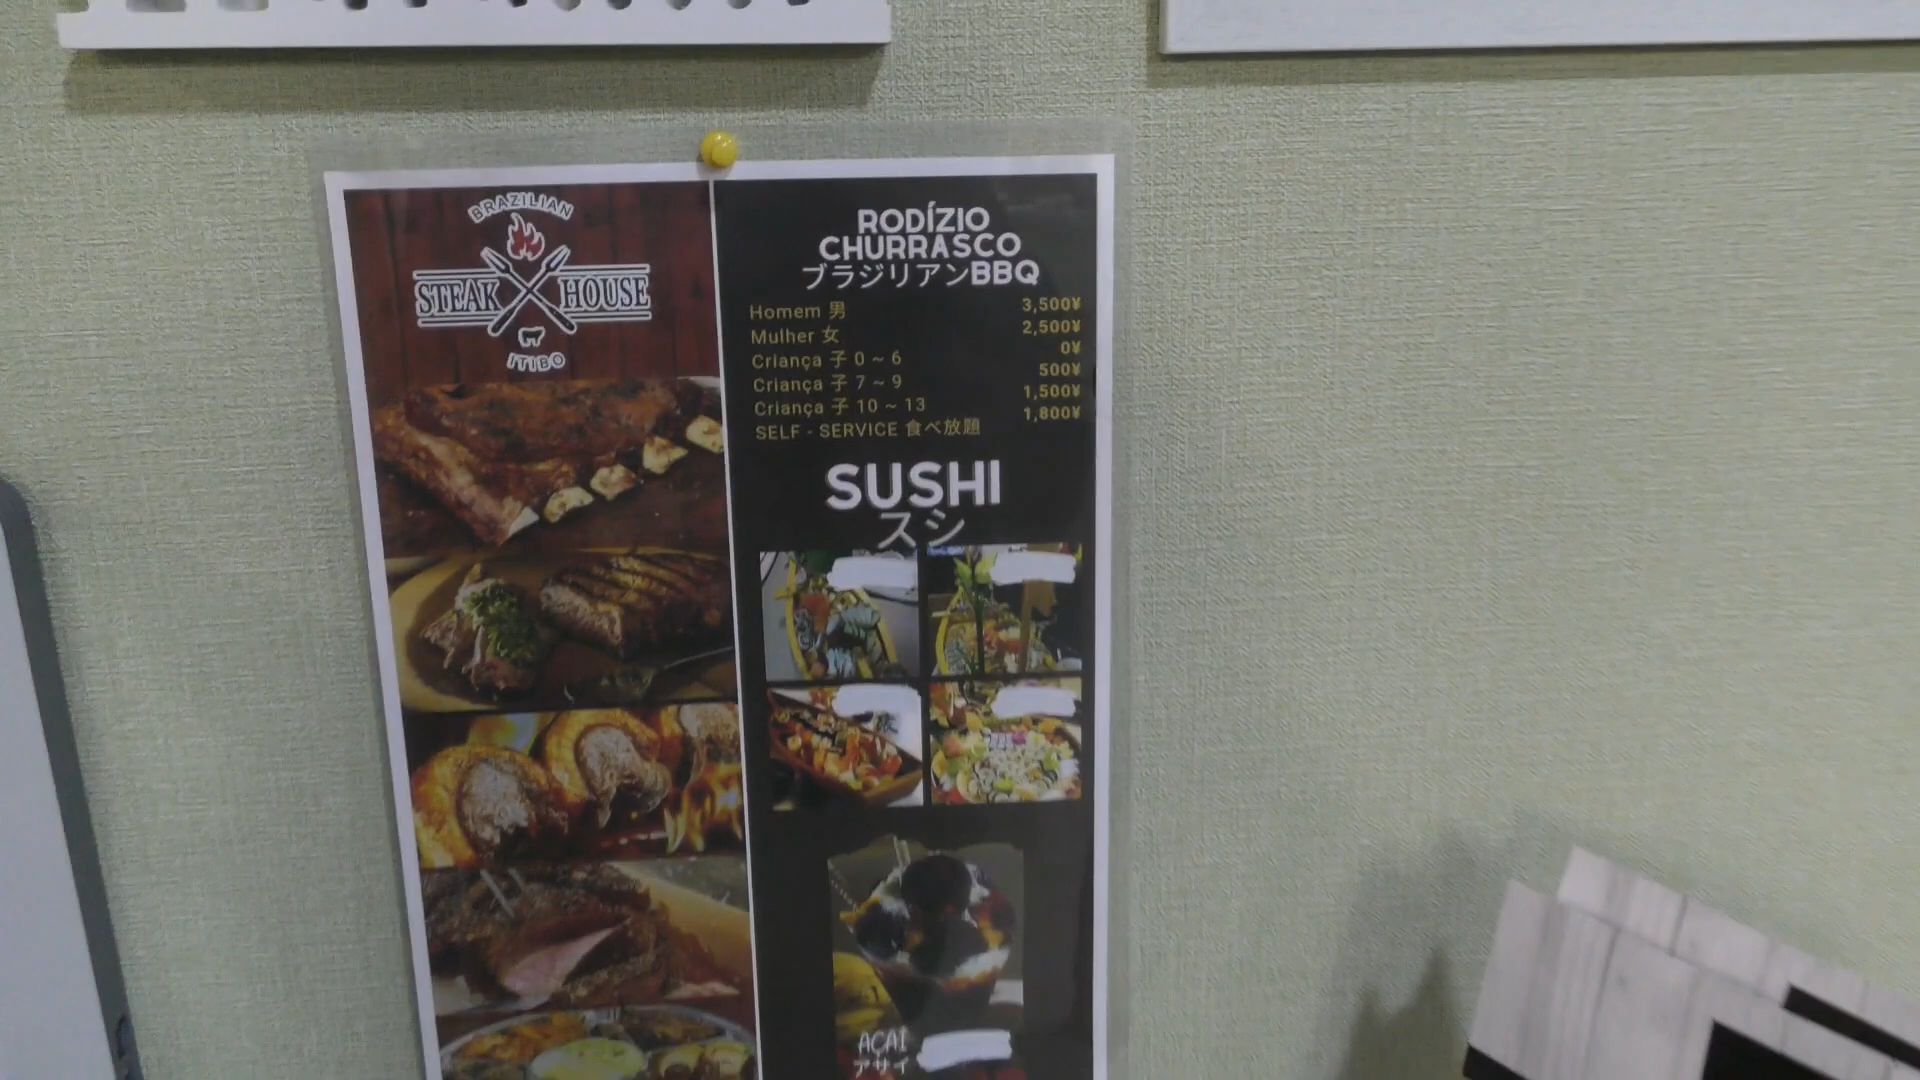 BRAZILIAN
STEAK HOUSE
ITIBO
RODÍZIO
CHURRASCO
ブラジリアンBBQ
Homem 男 3,500¥
Mulher 女 2,500¥
Criança 子 0 ~ 6 0¥
Criança 子 7 ~ 9 500¥
Criança 子 10 ~ 13 1,500¥
SELF - SERVICE 食べ放題 1,800¥
SUSHI
スシ
AÇAÍ
アサイ